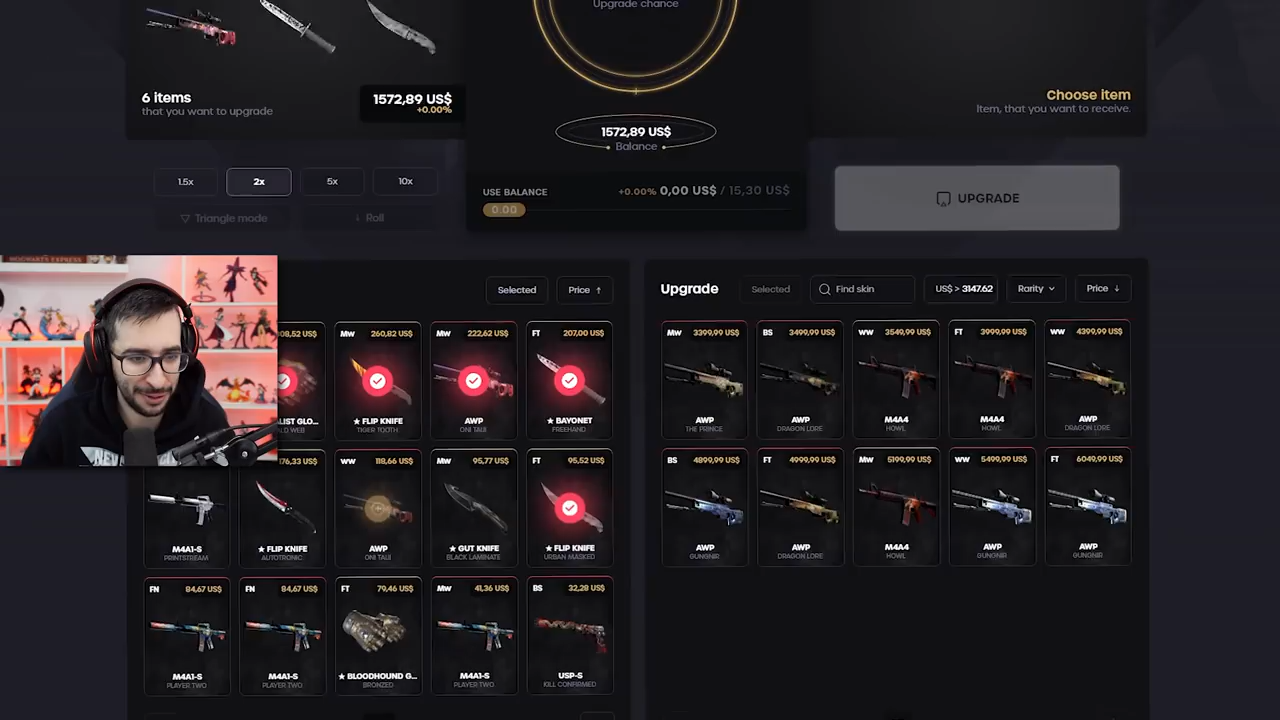 Upgrade chance
6 items
that you want to upgrade
1572,89 US$
+0.00%
1572,89 US$
Balance
Choose item
Item, that you want to receive.
1.5x
2x
5x
10x
Triangle mode
Roll
USE BALANCE
+0.00% 0,00 US$ / 15,30 US$
0.00
UPGRADE
Selected
Price ↑
Upgrade
Selected
Find skin
US$ > 3147.62
Rarity
Price ↓
MW 260,82 US$
★ FLIP KNIFE
TIGER TOOTH
MW 222,62 US$
AWP
ONI TAIJI
FT 207,00 US$
★ BAYONET
FREEHAND
M4A1-S
PRINTSTREAM
★ FLIP KNIFE
AUTOTRONIC
WW 118,66 US$
AWP
ONI TAIJI
MW 95,77 US$
★ GUT KNIFE
BLACK LAMINATE
FT 95,52 US$
★ FLIP KNIFE
URBAN MASKED
FN 84,67 US$
M4A1-S
PLAYER TWO
FN 84,67 US$
M4A1-S
PLAYER TWO
FT 79,46 US$
★ BLOODHOUND G...
BRONZED
MW 41,36 US$
M4A1-S
PLAYER TWO
BS 32,28 US$
USP-S
KILL CONFIRMED
MW 3399,99 US$
AWP
THE PRINCE
BS 3499,99 US$
AWP
DRAGON LORE
WW 3549,99 US$
M4A4
HOWL
FT 3999,99 US$
M4A4
HOWL
WW 4399,99 US$
AWP
DRAGON LORE
BS 4899,99 US$
AWP
GUNGNIR
FT 4999,99 US$
AWP
DRAGON LORE
MW 5199,99 US$
M4A4
HOWL
WW 5499,99 US$
AWP
GUNGNIR
FT 6049,99 US$
AWP
GUNGNIR